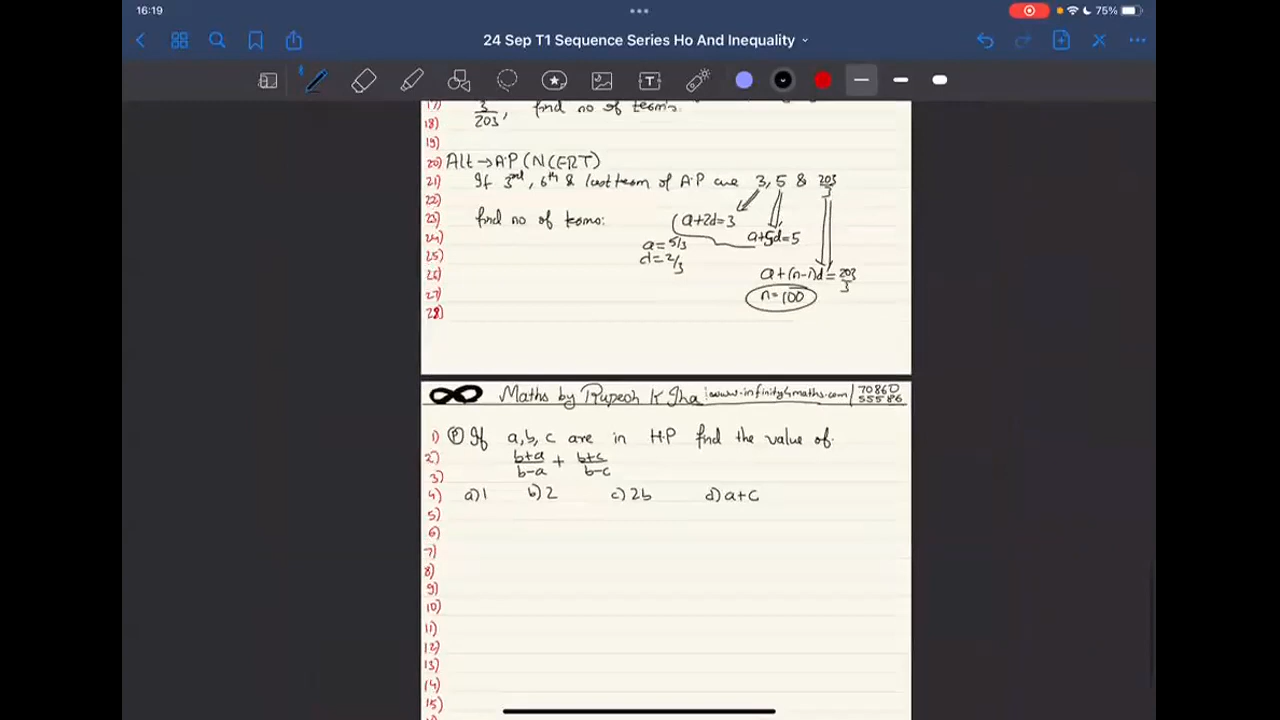 16:19
75%
24 Sep T1 Sequence Series Ho And Inequality
17) 3/203, find no of terms.
18)
19)
20) Alt → A.P (NCERT)
21) If 3rd, 6th & last term of A.P are 3, 5 & 203/3
22)
23) find no of terms: a+2d=3
24) a=5/3 a+5d=5
25) d=2/3
26) a+(n-1)d=203/3
27) n=100
28)
∞ Maths by Rupesh K Jha | www.infinity4maths.com / 70860 55586
1) P If a, b, c are in H.P find the value of.
2) b+a/b-a + b+c/b-c
3)
4) a) 1 b) 2 c) 2b d) a+c
5)
6)
7)
8)
9)
10)
11)
12)
13)
14)
15)